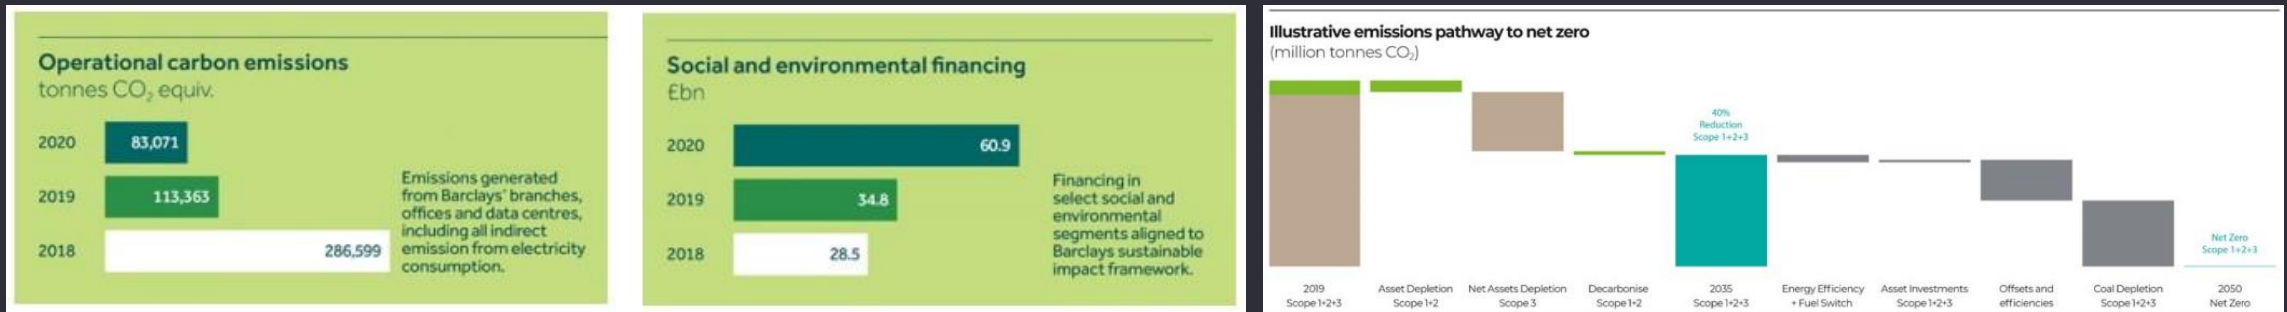 Operational carbon emissions
tonnes CO₂ equiv.
2020
83,071
2019
113,363
2018
286,599
Emissions generated
from Barclays' branches,
offices and data centres,
including all indirect
emission from electricity
consumption.
Social and environmental financing
£bn
2020
60.9
2019
34.8
2018
28.5
Financing in
select social and
environmental
segments aligned to
Barclays sustainable
impact framework.
Illustrative emissions pathway to net zero
(million tonnes CO₂)
40%
Reduction
Scope 1+2+3
Net Zero
Scope 1+2+3
2019
Scope 1+2+3
Asset Depletion
Scope 1+2
Net Assets Depletion
Scope 3
Decarbonise
Scope 1+2
2035
Scope 1+2+3
Energy Efficiency
+ Fuel Switch
Asset Investments
Scope 1+2+3
Offsets and
efficiencies
Coal Depletion
Scope 1+2+3
2050
Net Zero